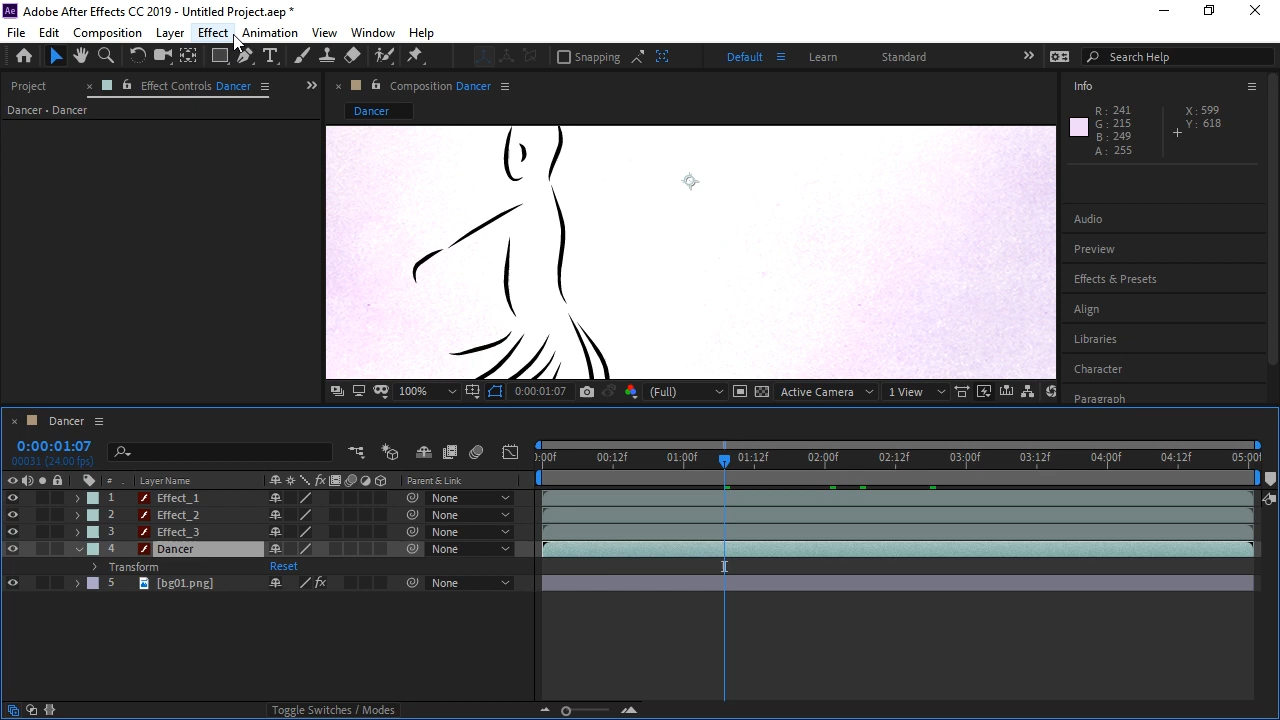 Adobe After Effects CC 2019 - Untitled Project.aep *
File Edit Composition Layer Effect Animation View Window Help
Snapping Default Learn Standard Search Help
Project Effect Controls Dancer Composition Dancer Info
Dancer • Dancer
Dancer
R: 241 X: 599
G: 215 Y: 618
B: 249
A: 255
Audio
Preview
Effects & Presets
Align
Libraries
Character
Paragraph
100% 0:00:01:07 (Full) Active Camera 1 View
Dancer
0:00:01:07
00031 (24.00 fps)
:00f 00:12f 01:00f 01:12f 02:00f 02:12f 03:00f 03:12f 04:00f 04:12f 05:00f
# . Layer Name fx Parent & Link
1 Effect_1 None
2 Effect_2 None
3 Effect_3 None
4 Dancer None
Transform Reset
5 [bg01.png] fx None
Toggle Switches / Modes